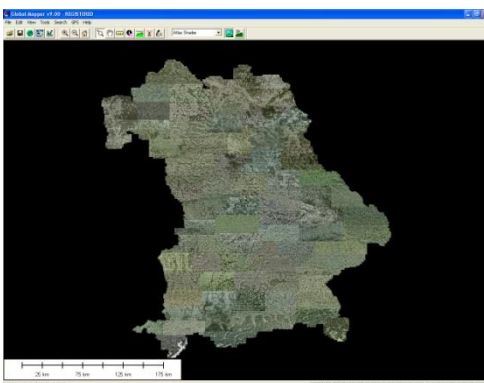 Global Mapper v9.00 - REGISTERED
File Edit View Tools Search GPS Help
Atlas Shader
25 km 75 km 125 km 175 km